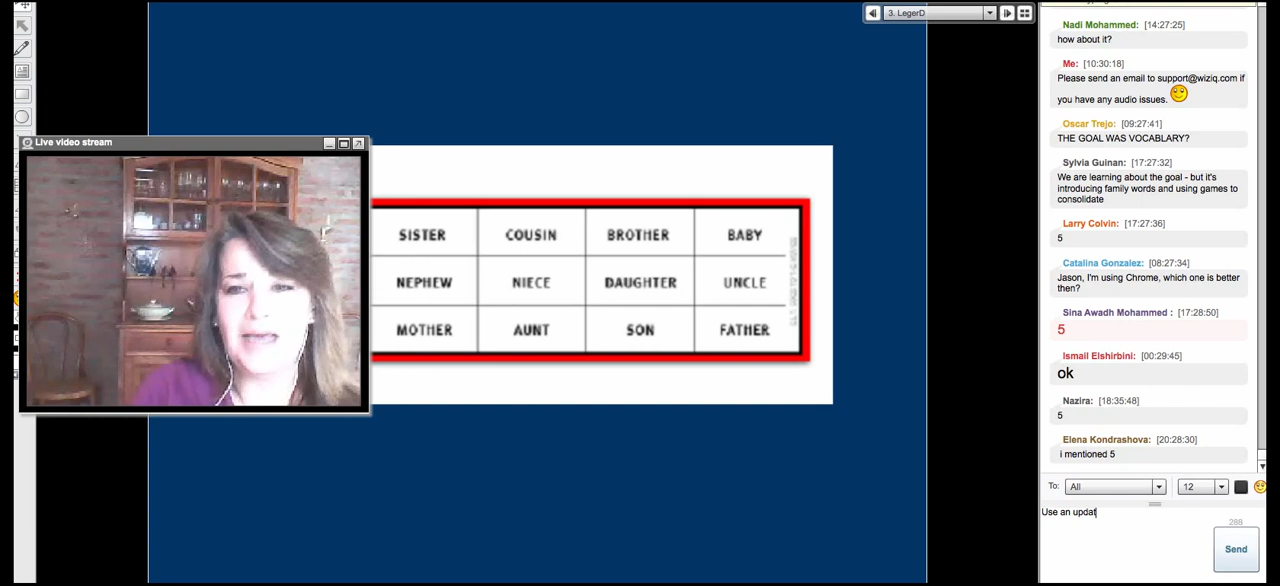 3. LegerD
Live video stream
SISTER COUSIN BROTHER BABY
NEPHEW NIECE DAUGHTER UNCLE
MOTHER AUNT SON FATHER
Nadi Mohammed: [14:27:25]
how about it?
Me: [10:30:18]
Please send an email to support@wiziq.com if
you have any audio issues.
Oscar Trejo: [09:27:41]
THE GOAL WAS VOCABLARY?
Sylvia Guinan: [17:27:32]
We are learning about the goal - but it's
introducing family words and using games to
consolidate
Larry Colvin: [17:27:36]
5
Catalina Gonzalez: [08:27:34]
Jason, I'm using Chrome, which one is better
then?
Sina Awadh Mohammed : [17:28:50]
5
Ismail Elshirbini: [00:29:45]
ok
Nazira: [18:35:48]
5
Elena Kondrashova: [20:28:30]
i mentioned 5
To: All 12
Use an updat
288
Send